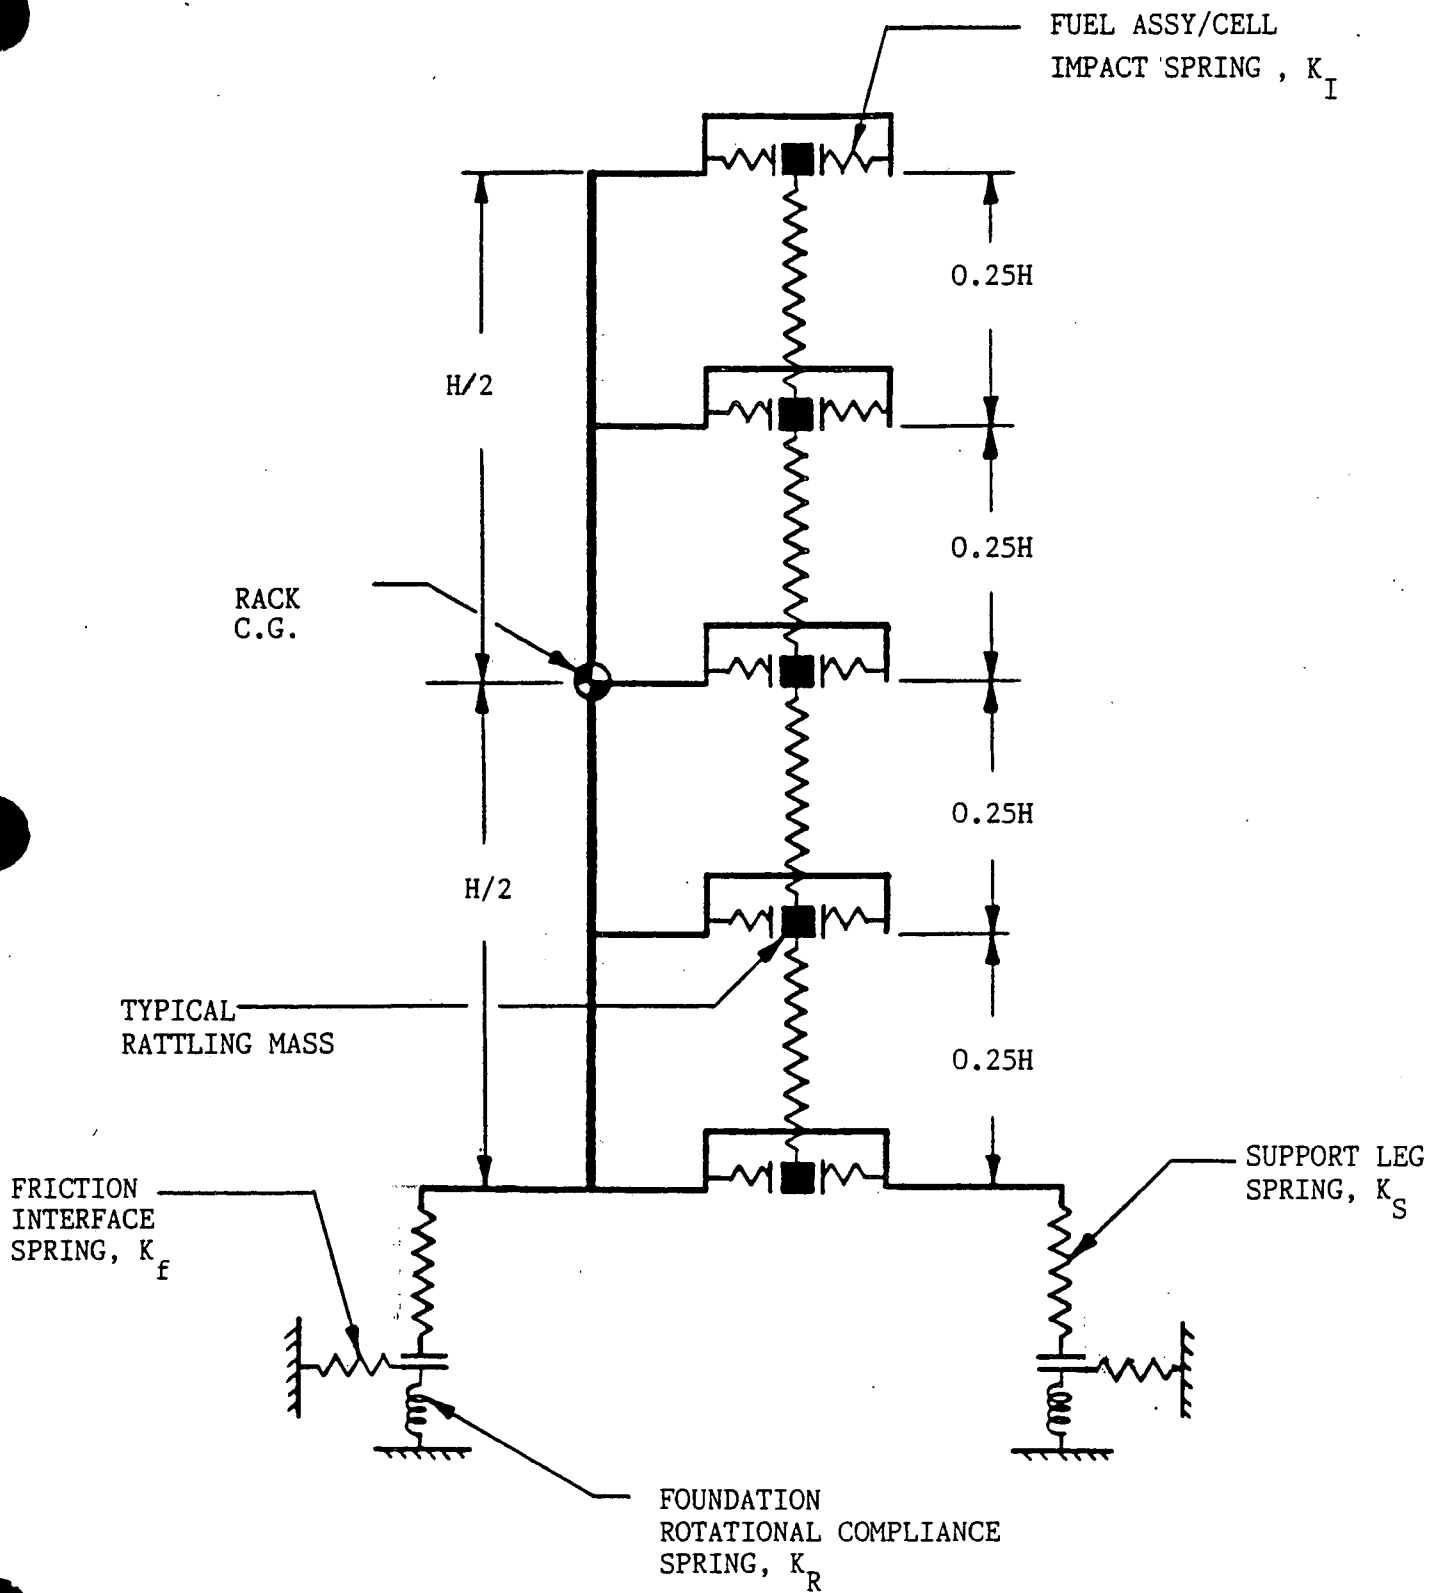 FUEL ASSY/CELL
IMPACT SPRING , K_I
0.25H
H/2
0.25H
RACK
C.G.
0.25H
H/2
TYPICAL
RATTLING MASS
0.25H
FRICTION
INTERFACE
SPRING, K_f
SUPPORT LEG
SPRING, K_S
FOUNDATION
ROTATIONAL COMPLIANCE
SPRING, K_R